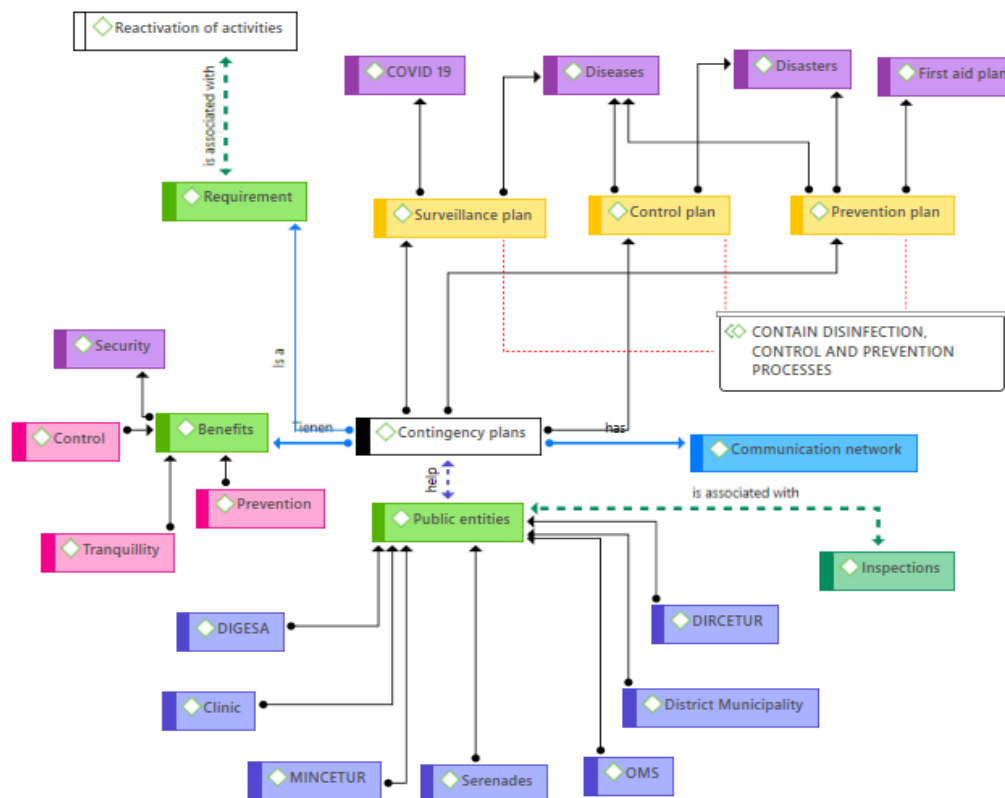 Reactivation of activities
COVID 19
Diseases
Disasters
First aid plan
is associated with
Requirement
Surveillance plan
Control plan
Prevention plan
CONTAIN DISINFECTION,
CONTROL AND PREVENTION
PROCESSES
Security
Is a
Control
Benefits
Tienen
Contingency plans
has
Communication network
help
is associated with
Prevention
Public entities
Tranquillity
Inspections
DIGESA
DIRCETUR
Clinic
District Municipality
MINCETUR
Serenades
OMS